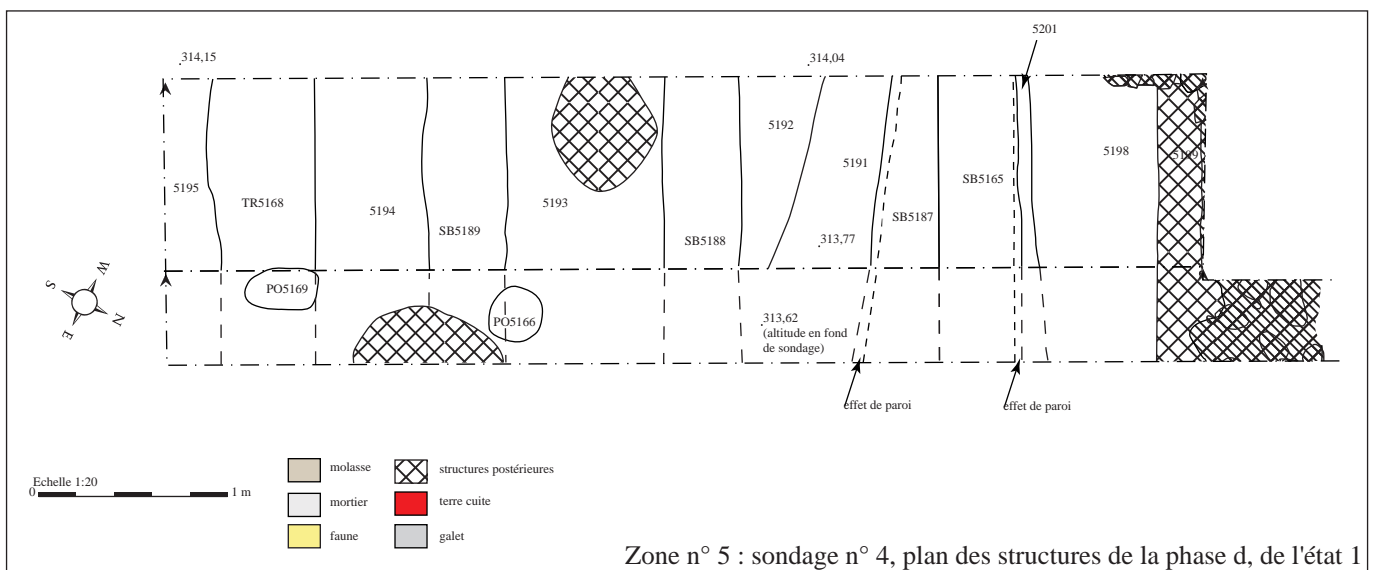 5201
.314,15
.314,04
5192
5198
5199
5191
SB5165
5195
TR5168
5194
5193
SB5187
SB5189
SB5188
.313,77
PO5169
PO5166
.313,62
(altitude en fond
de sondage)
W
S
N
E
effet de paroi
effet de paroi
molasse
structures postérieures
Echelle 1:20
0
1 m
mortier
terre cuite
faune
galet
Zone n° 5 : sondage n° 4, plan des structures de la phase d, de l'état 1